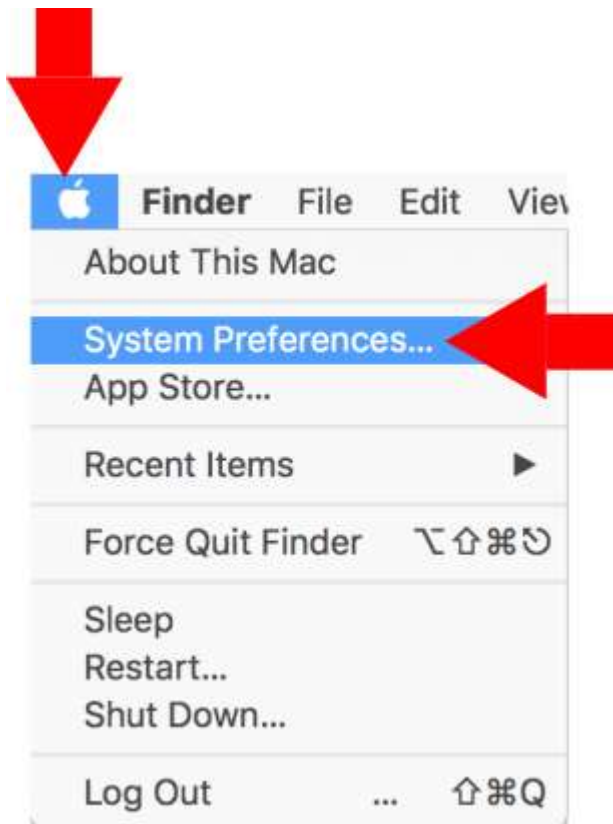 Finder File Edit View
About This Mac
System Preferences...
App Store...
Recent Items ▶
Force Quit Finder ⌥⇧⌘⎋
Sleep
Restart...
Shut Down...
Log Out ... ⇧⌘Q